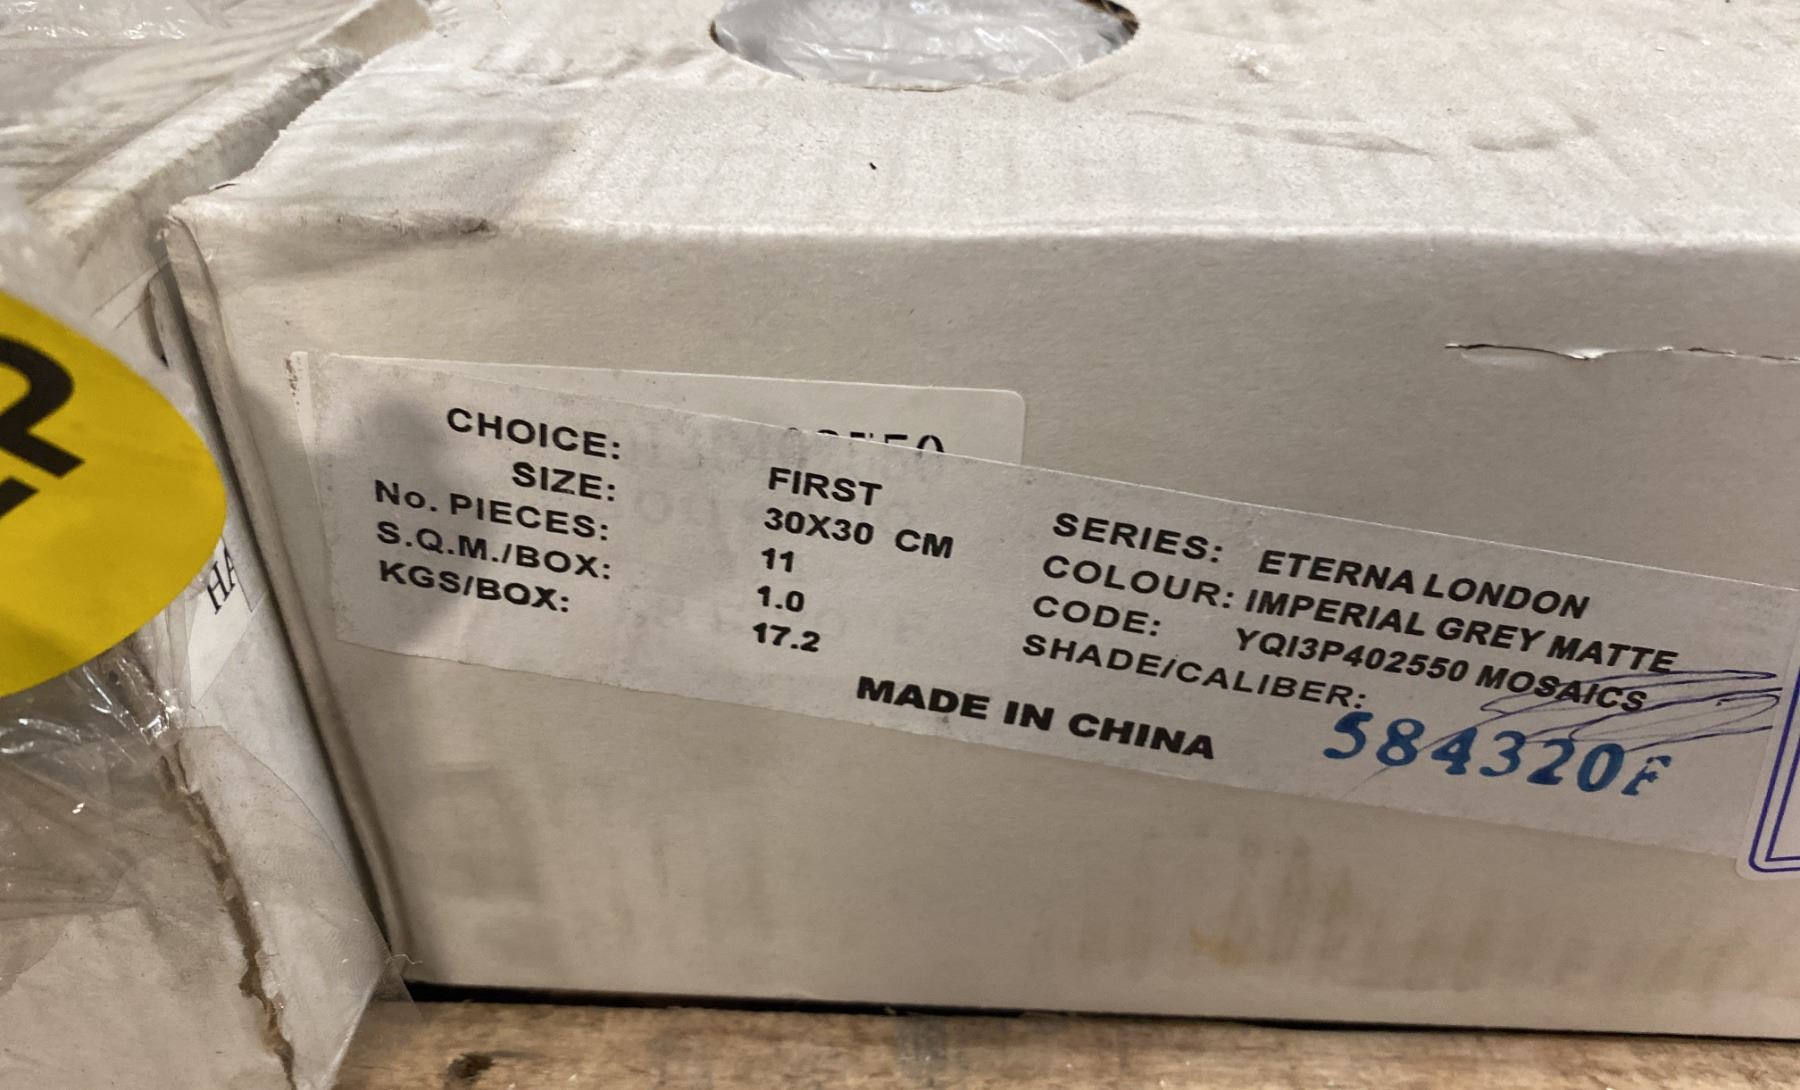 CHOICE: FIRST
SIZE: 30X30 CM
No. PIECES: 11
S.Q.M./BOX: 1.0
KGS/BOX: 17.2
SERIES: ETERNA LONDON
COLOUR: IMPERIAL GREY MATTE
CODE: YQI3P402550 MOSAICS
SHADE/CALIBER:
584320F
MADE IN CHINA
HA